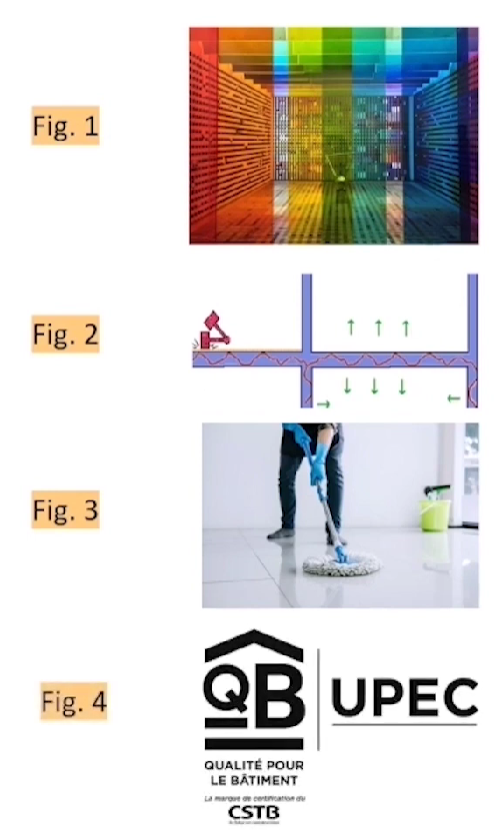 Fig. 1
Fig. 2
Fig. 3
Fig. 4
QB
UPEC
QUALITÉ POUR
LE BÂTIMENT
La marque de certification du
CSTB